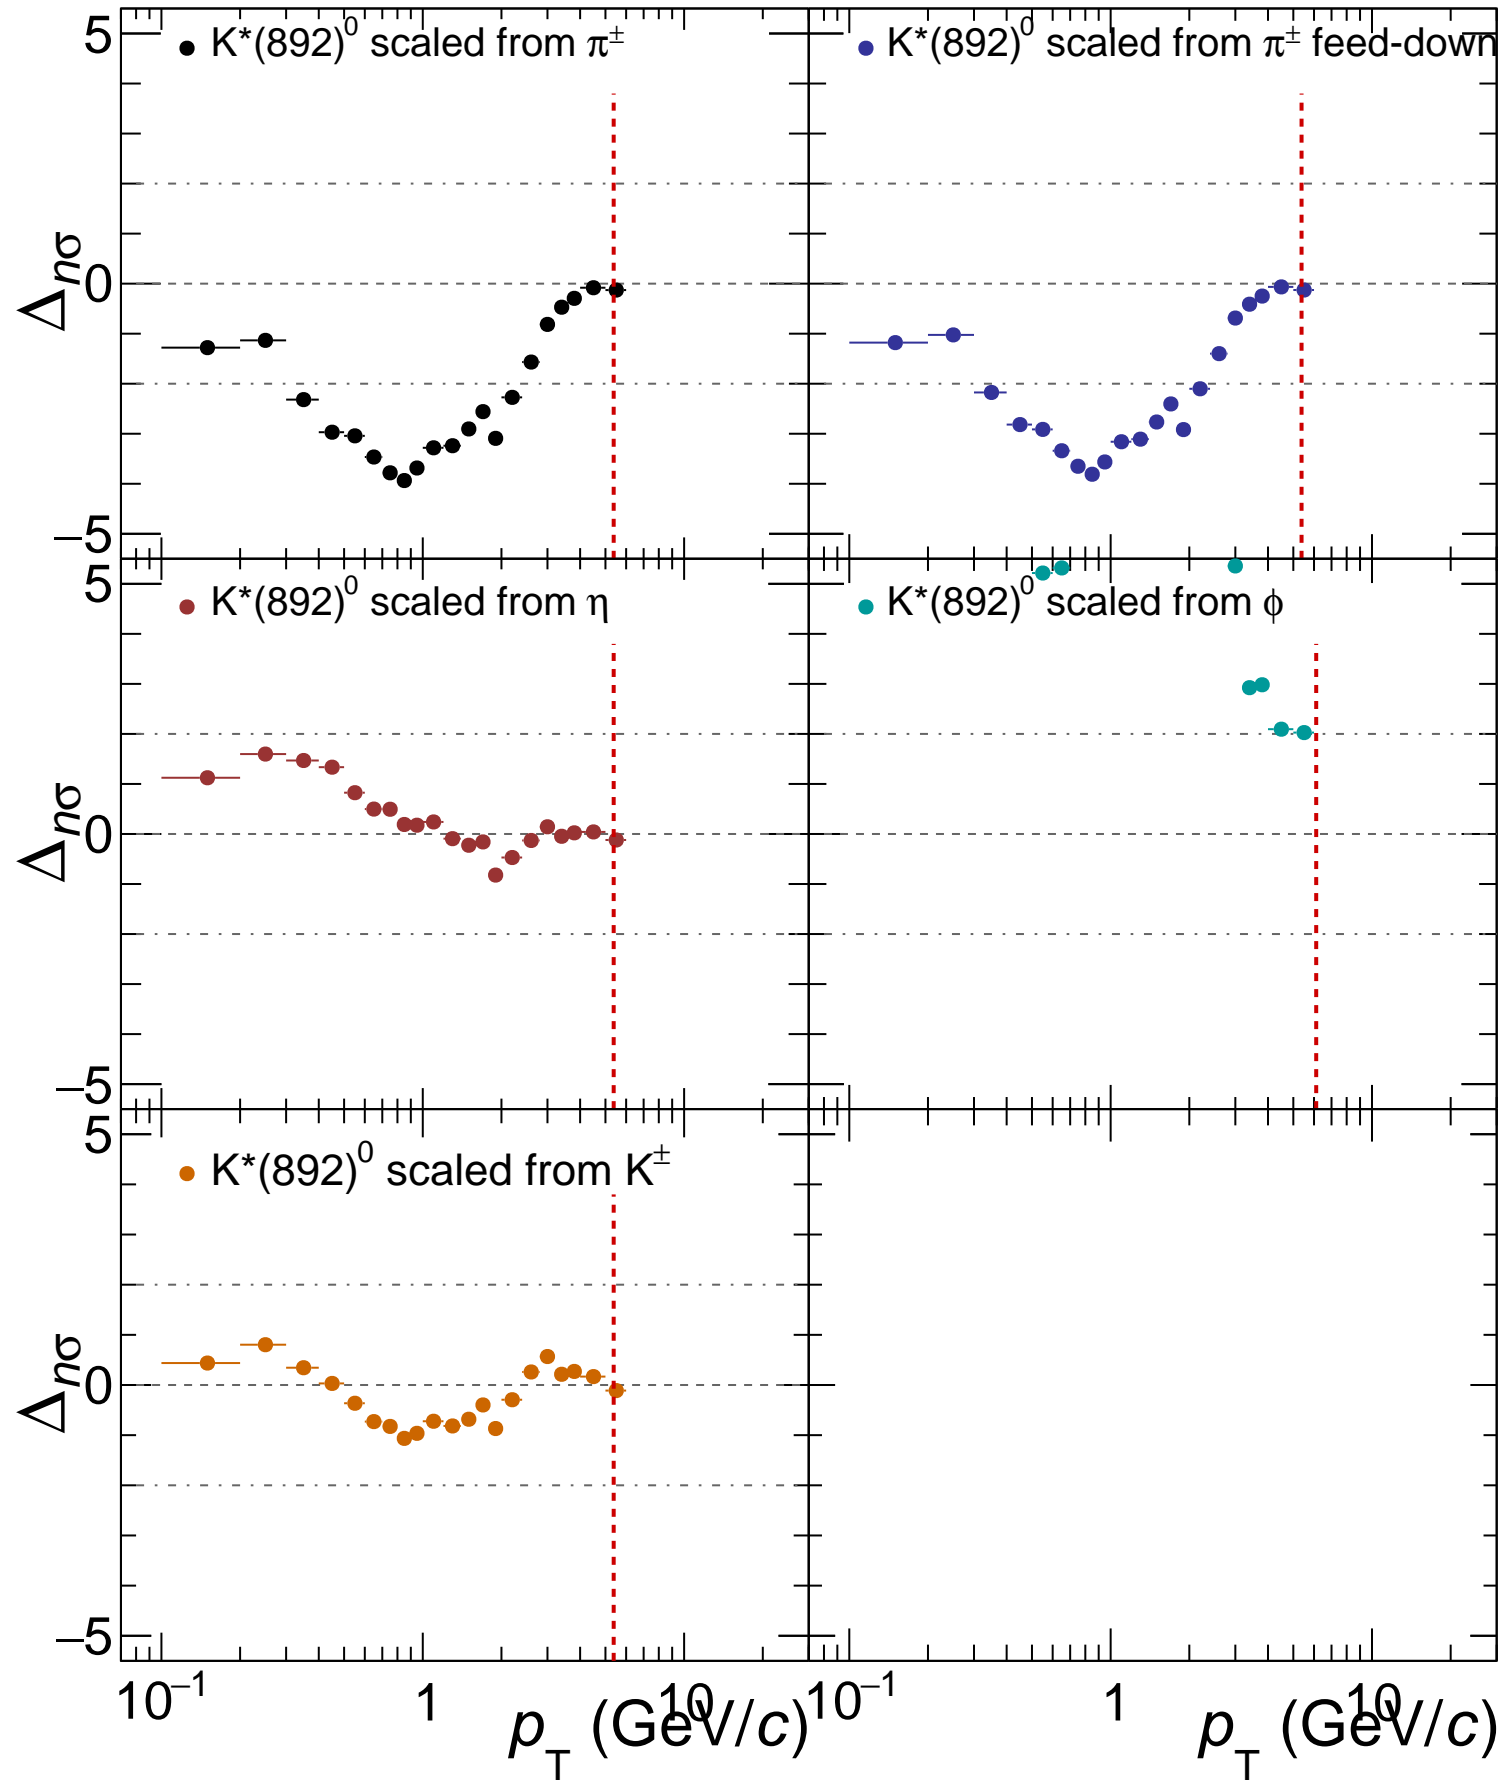 5 K*(892)⁰ scaled from π± K*(892)⁰ scaled from π± feed-down
Δnσ 0
−5
5 K*(892)⁰ scaled from η K*(892)⁰ scaled from φ
Δnσ 0
−5
5
K*(892)⁰ scaled from K±
Δnσ 0
−5
10⁻¹ 1 10 10⁻¹ 1 10
pT (GeV/c) pT (GeV/c)